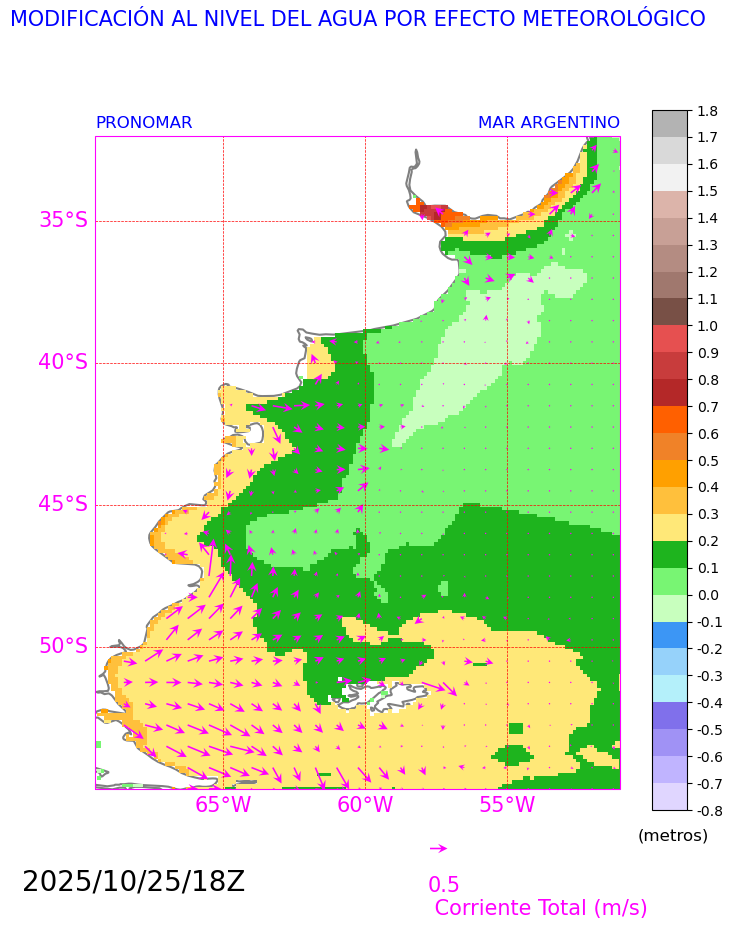 MODIFICACIÓN AL NIVEL DEL AGUA POR EFECTO METEOROLÓGICO
PRONOMAR MAR ARGENTINO
35°S
40°S
45°S
50°S
65°W 60°W 55°W
1.8
1.7
1.6
1.5
1.4
1.3
1.2
1.1
1.0
0.9
0.8
0.7
0.6
0.5
0.4
0.3
0.2
0.1
0.0
-0.1
-0.2
-0.3
-0.4
-0.5
-0.6
-0.7
-0.8
(metros)
2025/10/25/18Z
0.5
Corriente Total (m/s)